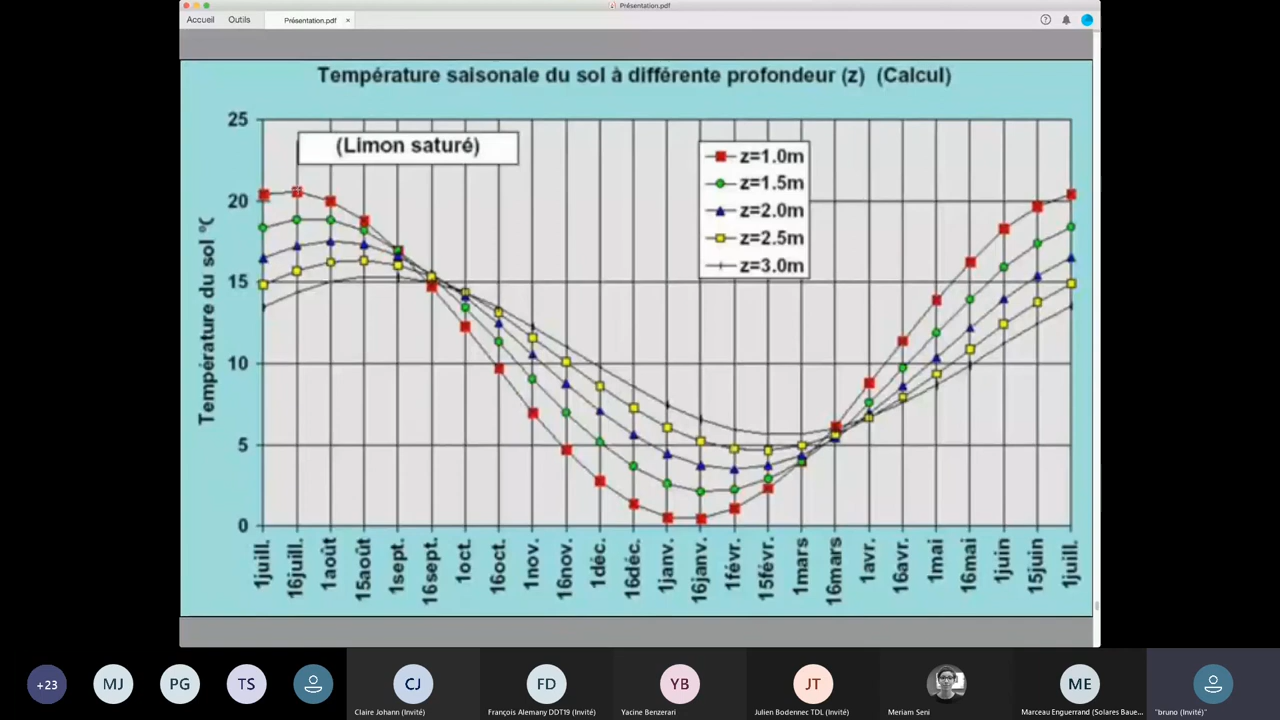 Présentation.pdf
Accueil Outils Présentation.pdf ×
Température saisonale du sol à différente profondeur (z) (Calcul)
(Limon saturé)
z=1.0m
z=1.5m
z=2.0m
z=2.5m
z=3.0m
Température du sol °C
25
20
15
10
5
0
1juill. 16juill. 1août 15août 1sept. 16sept. 1oct. 16oct. 1nov. 16nov. 1déc. 16déc. 1janv. 16janv. 1févr. 15févr. 1mars 16mars 1avr. 16avr. 1mai 16mai 1juin 15juin 1juill.
+23 MJ PG TS CJ FD YB JT ME
Claire Johann (Invité) François Alemany DDT19 (Invité) Yacine Benzerari Julien Bodennec TDL (Invité) Meriam Seni Marceau Enguerrand (Solares Baue... "bruno (Invité)"